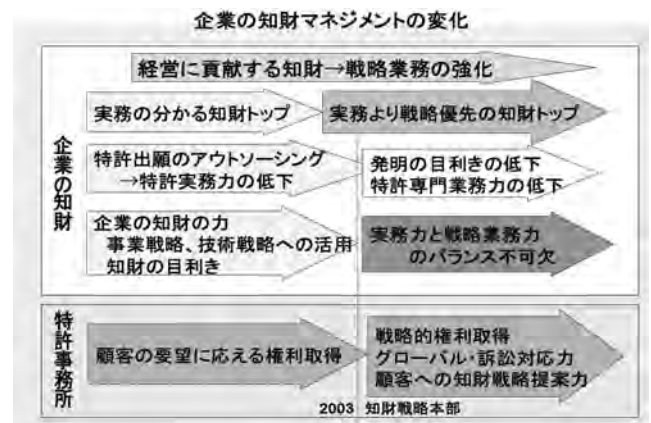 企業の知財マネジメントの変化
経営に貢献する知財→戦略業務の強化
企業の知財
実務の分かる知財トップ
実務より戦略優先の知財トップ
特許出願のアウトソーシング
→特許実務力の低下
発明の目利きの低下
特許専門業務力の低下
企業の知財の力
事業戦略、技術戦略への活用
知財の目利き
実務力と戦略業務力
のバランス不可欠
特許事務所
顧客の要望に応える権利取得
戦略的権利取得
グローバル・訴訟対応力
顧客への知財戦略提案力
2003 知財戦略本部